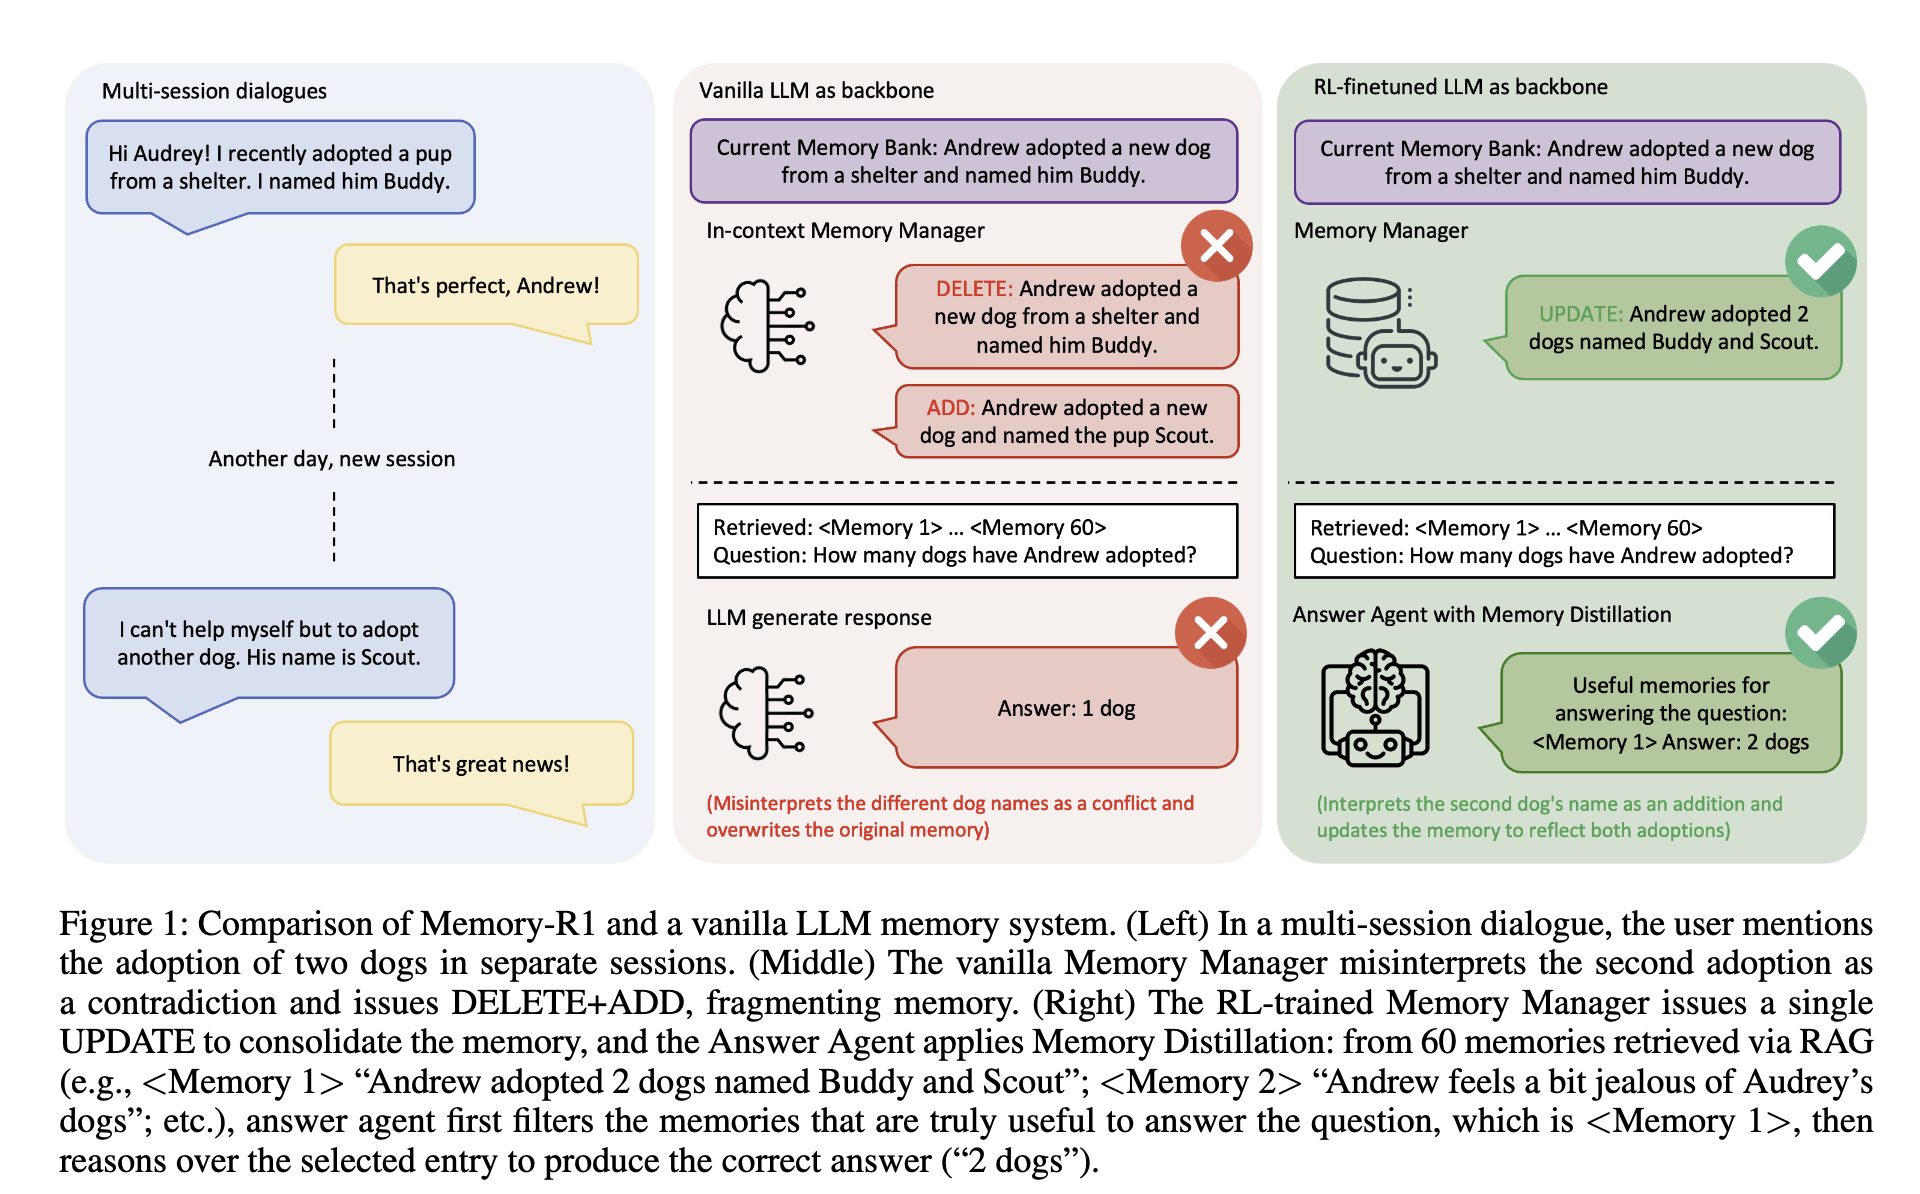 Multi-session dialogues
Hi Audrey! I recently adopted a pup
from a shelter. I named him Buddy.
That's perfect, Andrew!
Another day, new session
I can't help myself but to adopt
another dog. His name is Scout.
That's great news!
Vanilla LLM as backbone
Current Memory Bank: Andrew adopted a new dog
from a shelter and named him Buddy.
In-context Memory Manager
DELETE: Andrew adopted a
new dog from a shelter and
named him Buddy.
ADD: Andrew adopted a new
dog and named the pup Scout.
Retrieved: <Memory 1> ... <Memory 60>
Question: How many dogs have Andrew adopted?
LLM generate response
Answer: 1 dog
(Misinterprets the different dog names as a conflict and
overwrites the original memory)
RL-finetuned LLM as backbone
Current Memory Bank: Andrew adopted a new dog
from a shelter and named him Buddy.
Memory Manager
UPDATE: Andrew adopted 2
dogs named Buddy and Scout.
Retrieved: <Memory 1> ... <Memory 60>
Question: How many dogs have Andrew adopted?
Answer Agent with Memory Distillation
Useful memories for
answering the question:
<Memory 1> Answer: 2 dogs
(Interprets the second dog's name as an addition and
updates the memory to reflect both adoptions)
Figure 1: Comparison of Memory-R1 and a vanilla LLM memory system. (Left) In a multi-session dialogue, the user mentions
the adoption of two dogs in separate sessions. (Middle) The vanilla Memory Manager misinterprets the second adoption as
a contradiction and issues DELETE+ADD, fragmenting memory. (Right) The RL-trained Memory Manager issues a single
UPDATE to consolidate the memory, and the Answer Agent applies Memory Distillation: from 60 memories retrieved via RAG
(e.g., <Memory 1> “Andrew adopted 2 dogs named Buddy and Scout”; <Memory 2> “Andrew feels a bit jealous of Audrey’s
dogs”; etc.), answer agent first filters the memories that are truly useful to answer the question, which is <Memory 1>, then
reasons over the selected entry to produce the correct answer (“2 dogs”).